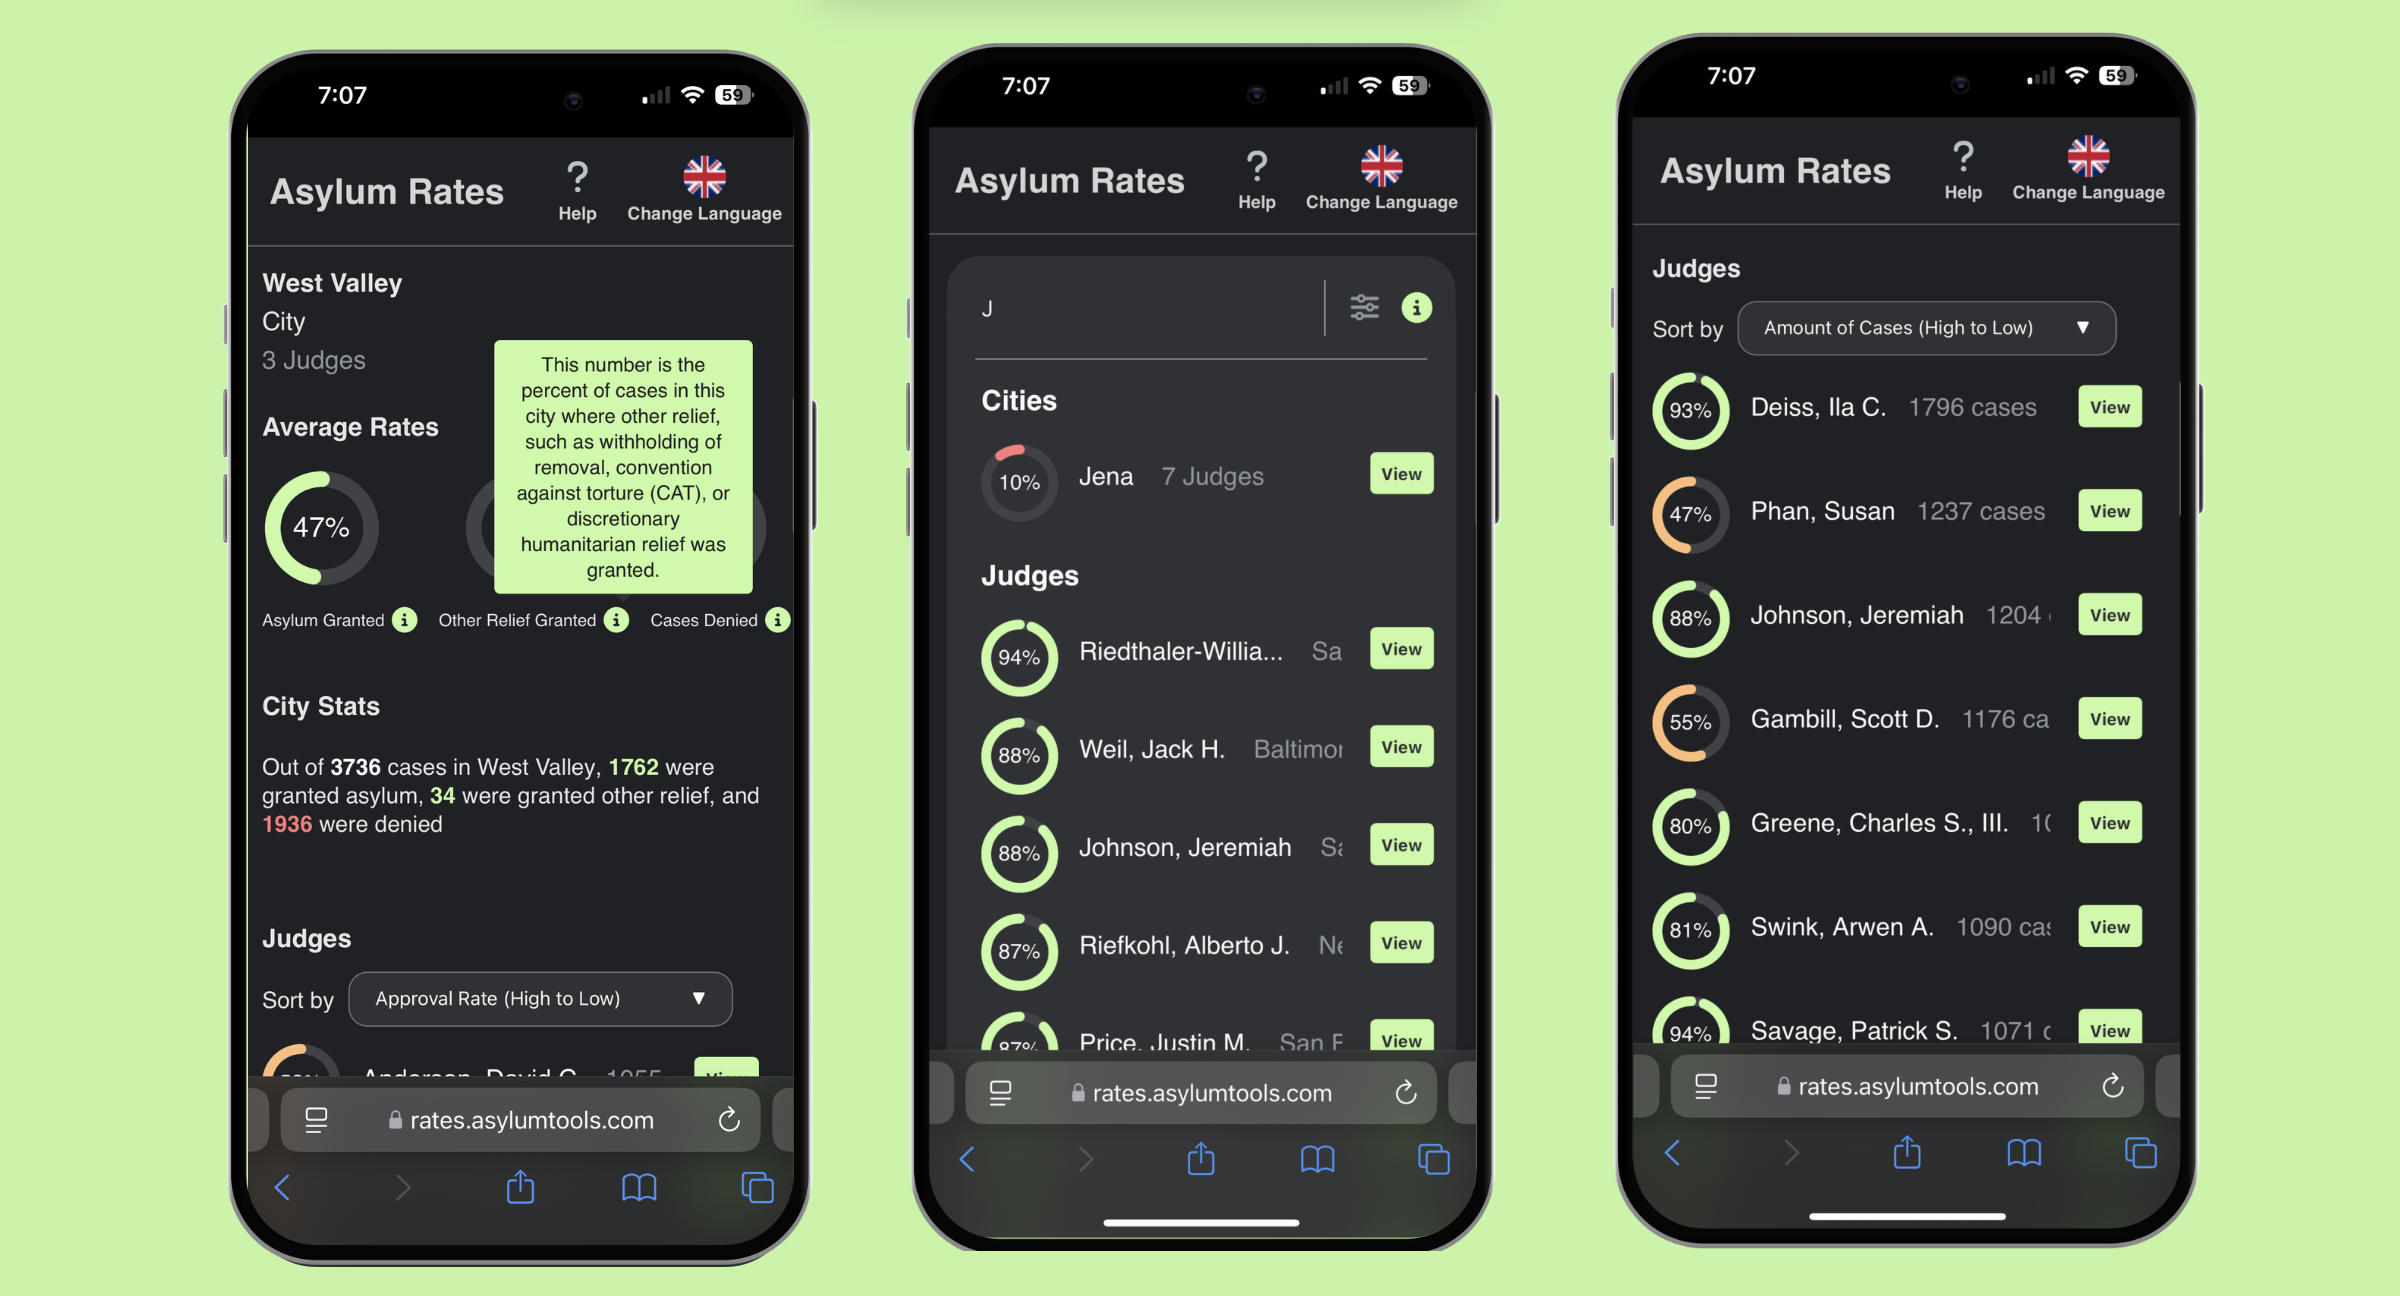 7:07
59
Asylum Rates
?
Help
Change Language
West Valley
City
3 Judges
Average Rates
47%
This number is the
percent of cases in this
city where other relief,
such as withholding of
removal, convention
against torture (CAT), or
discretionary
humanitarian relief was
granted.
Asylum Granted i
Other Relief Granted i
Cases Denied i
City Stats
Out of 3736 cases in West Valley, 1762 were
granted asylum, 34 were granted other relief, and
1936 were denied
Judges
Sort by Approval Rate (High to Low)
Anderson, David C. 1055 View
rates.asylumtools.com
7:07
59
Asylum Rates
?
Help
Change Language
J
i
Cities
10% Jena 7 Judges View
Judges
94% Riedthaler-Willia... Sa View
88% Weil, Jack H. Baltimor View
88% Johnson, Jeremiah Sa View
87% Riefkohl, Alberto J. Ne View
87% Price, Justin M. San F View
rates.asylumtools.com
7:07
59
Asylum Rates
?
Help
Change Language
Judges
Sort by Amount of Cases (High to Low)
93% Deiss, Ila C. 1796 cases View
47% Phan, Susan 1237 cases View
88% Johnson, Jeremiah 1204 View
55% Gambill, Scott D. 1176 ca View
80% Greene, Charles S., III. 10 View
81% Swink, Arwen A. 1090 cas View
94% Savage, Patrick S. 1071 c View
rates.asylumtools.com